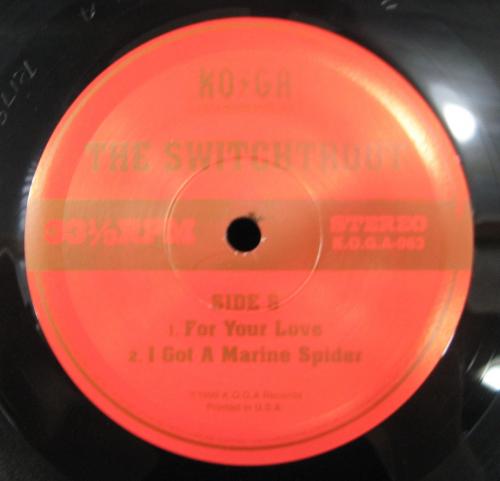 KO★GA
THE SWITCHTROUT
33⅓RPM
STEREO
K.O.G.A-063
SIDE B
1. For Your Love
2. I Got A Marine Spider
K.O.G.A Records
Printed in U.S.A.